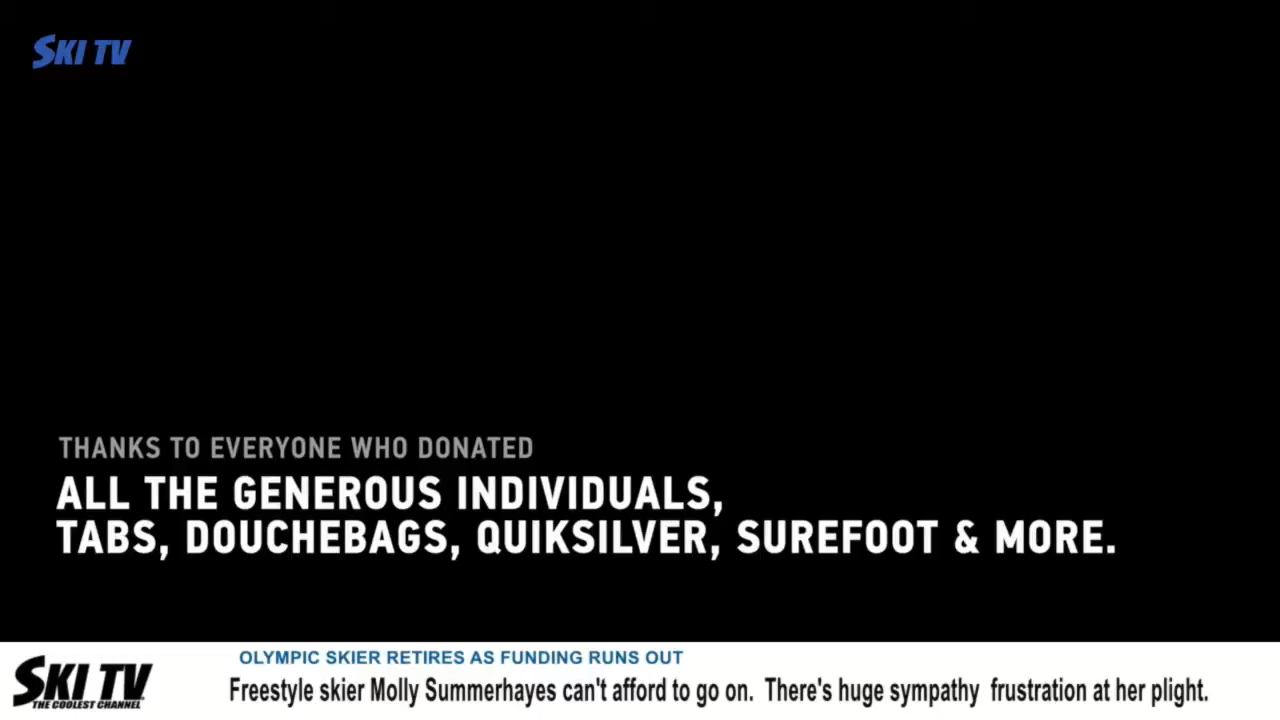 SKI TV
THANKS TO EVERYONE WHO DONATED
ALL THE GENEROUS INDIVIDUALS,
TABS, DOUCHEBAGS, QUIKSILVER, SUREFOOT & MORE.
OLYMPIC SKIER RETIRES AS FUNDING RUNS OUT
Freestyle skier Molly Summerhayes can't afford to go on.  There's huge sympathy  frustration at her plight.
SKI TV
THE COOLEST CHANNEL